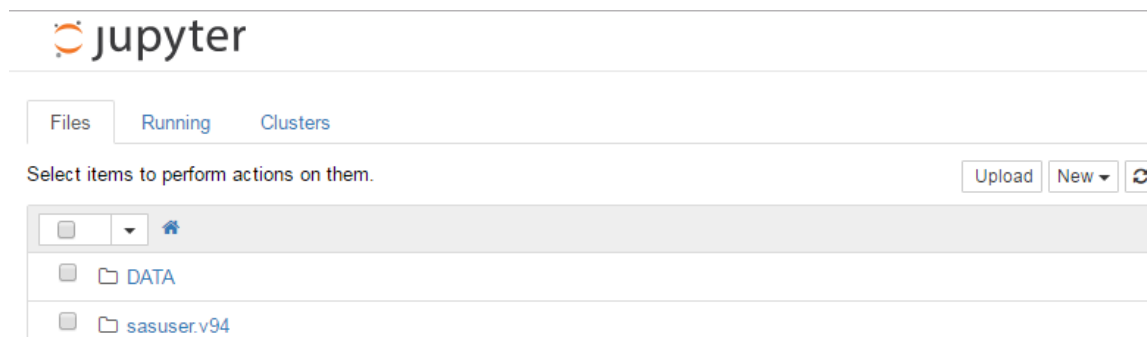 jupyter
Files Running Clusters
Select items to perform actions on them.
Upload New
DATA
sasuser.v94